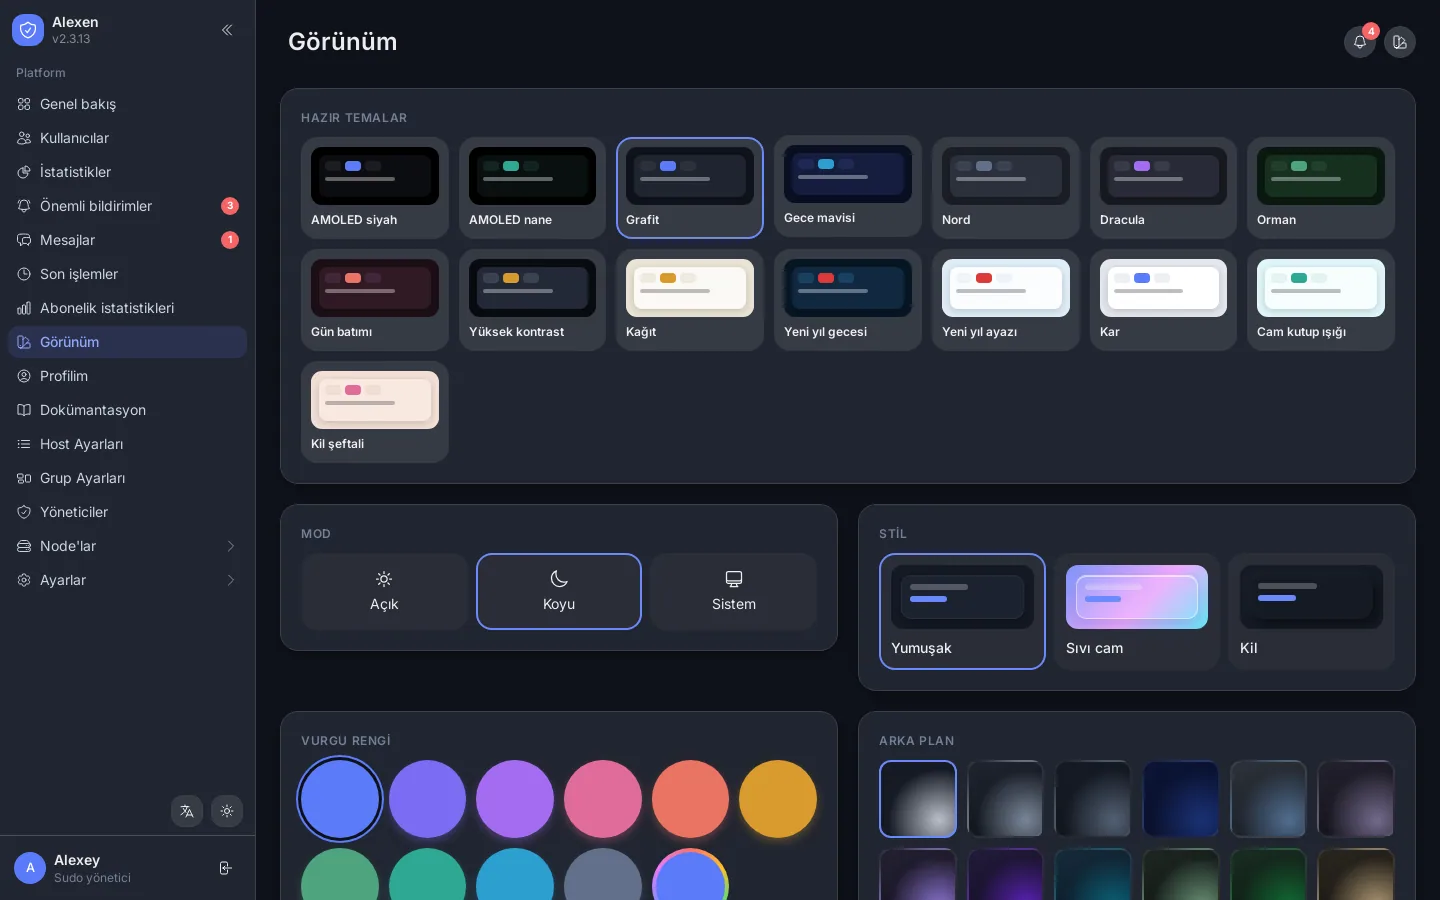 Alexen
v2.3.13
Platform
Genel bakış
Kullanıcılar
İstatistikler
Önemli bildirimler 3
Mesajlar 1
Son işlemler
Abonelik istatistikleri
Görünüm
Profilim
Dokümantasyon
Host Ayarları
Grup Ayarları
Yöneticiler
Node'lar
Ayarlar
A
Alexey
Sudo yönetici
Görünüm
4
HAZIR TEMALAR
AMOLED siyah
AMOLED nane
Grafit
Gece mavisi
Nord
Dracula
Orman
Gün batımı
Yüksek kontrast
Kağıt
Yeni yıl gecesi
Yeni yıl ayazı
Kar
Cam kutup ışığı
Kil şeftali
MOD
Açık
Koyu
Sistem
STİL
Yumuşak
Sıvı cam
Kil
VURGU RENGİ
ARKA PLAN